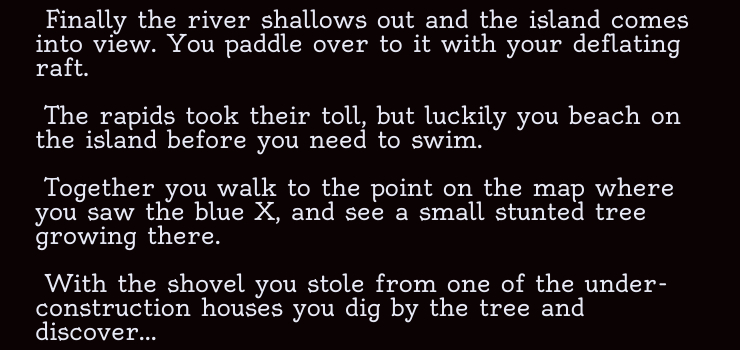 Finally the river shallows out and the island comes
into view. You paddle over to it with your deflating
raft.
The rapids took their toll, but luckily you beach on
the island before you need to swim.
Together you walk to the point on the map where
you saw the blue X, and see a small stunted tree
growing there.
With the shovel you stole from one of the under-
construction houses you dig by the tree and
discover...